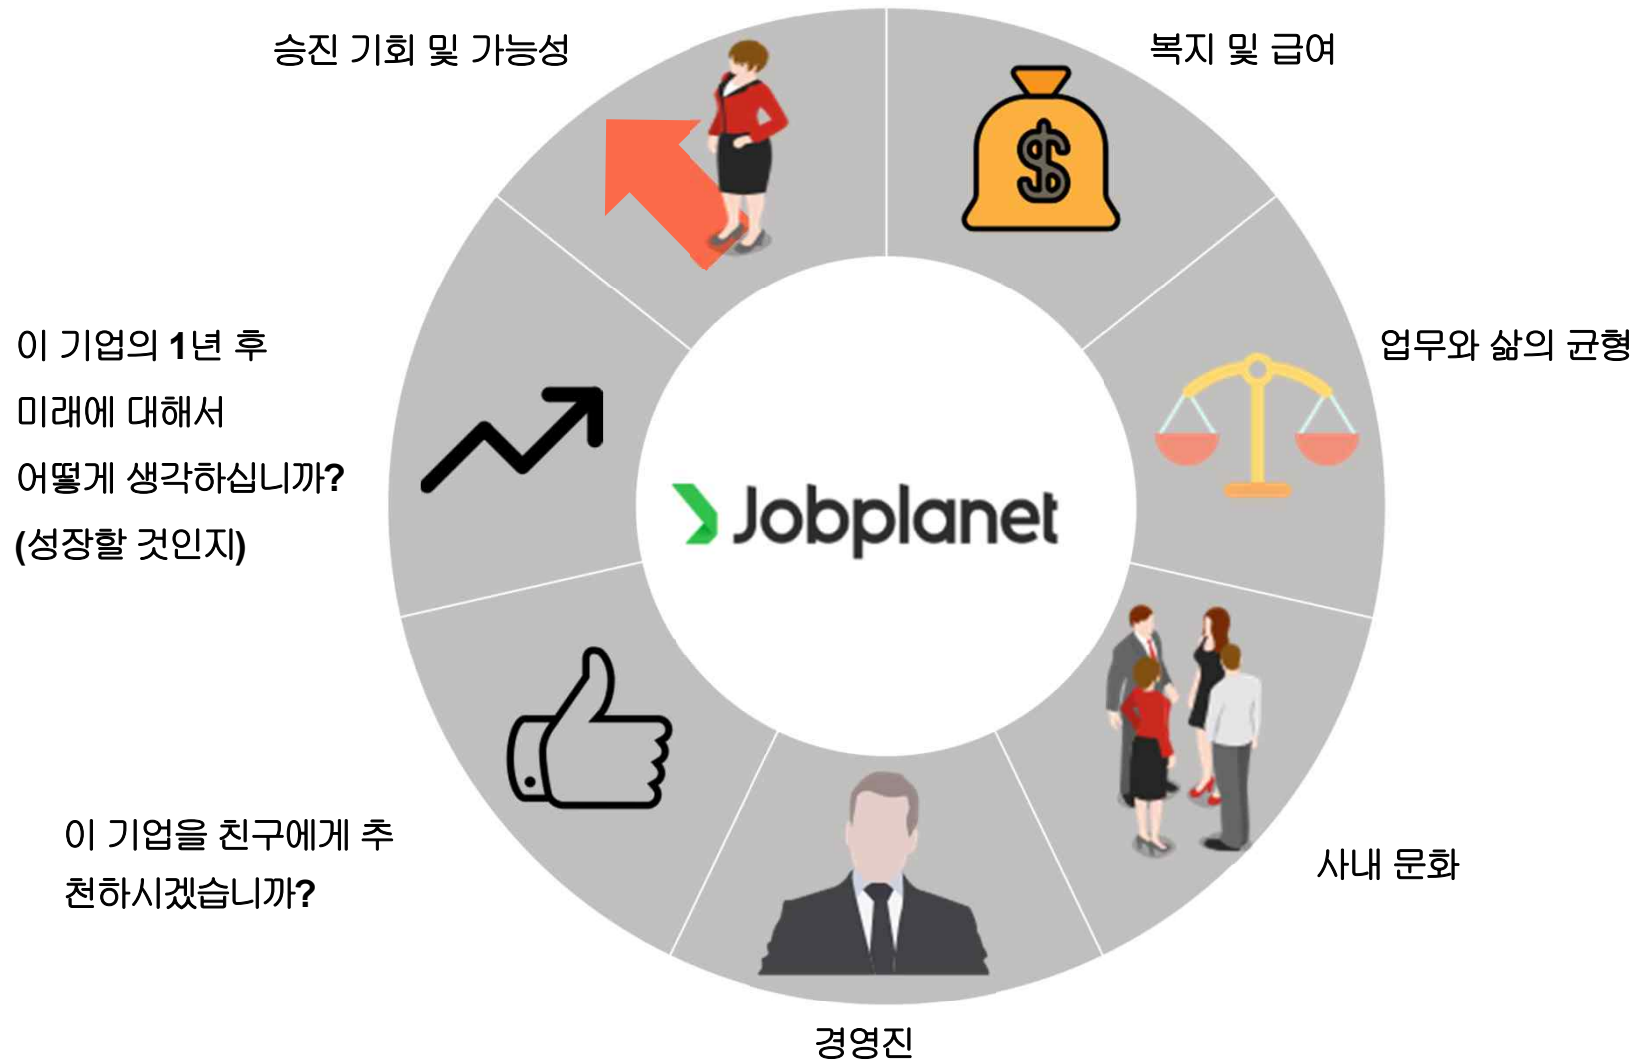 승진 기회 및 가능성
복지 및 급여
업무와 삶의 균형
이 기업의 1년 후
미래에 대해서
어떻게 생각하십니까?
(성장할 것인지)
Jobplanet
이 기업을 친구에게 추
천하시겠습니까?
사내 문화
경영진